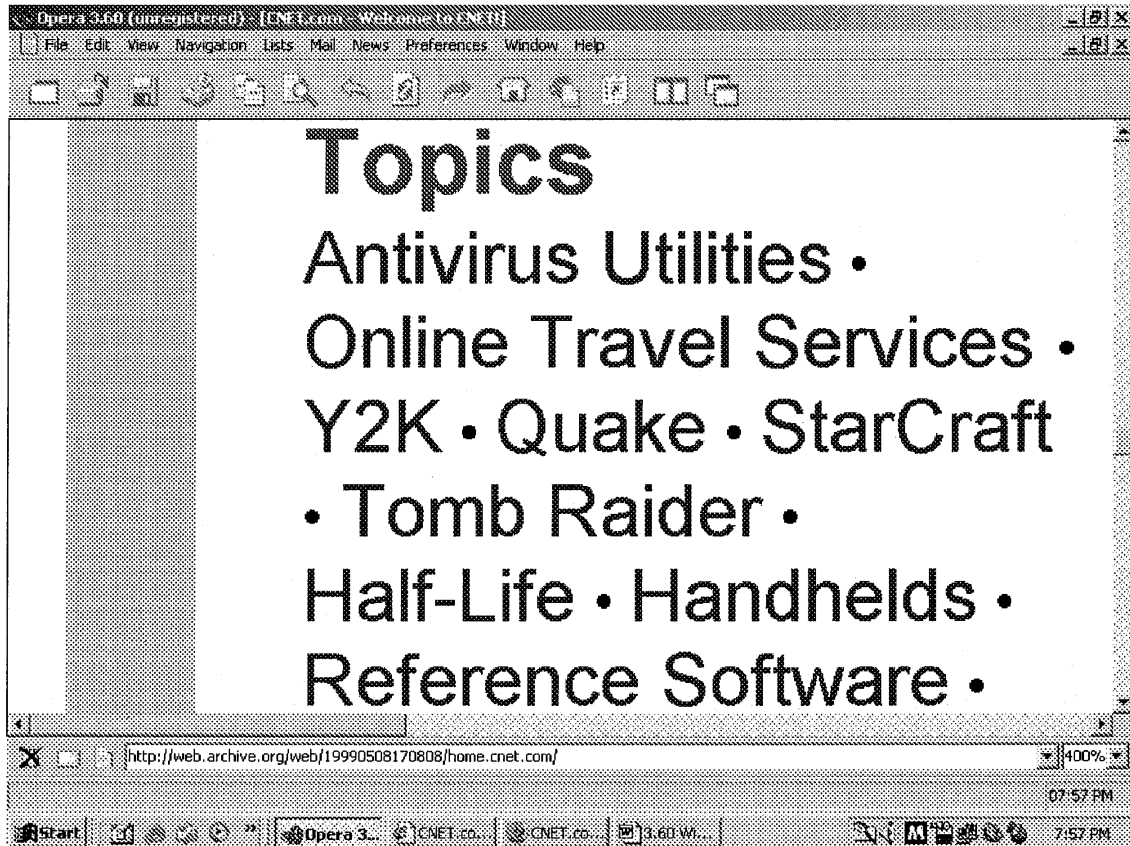 Opera 3.60 (unregistered) - [CNET.com - Welcome to CNET!]
File Edit View Navigation Lists Mail News Preferences Window Help
Topics
Antivirus Utilities •
Online Travel Services •
Y2K • Quake • StarCraft
• Tomb Raider •
Half-Life • Handhelds •
Reference Software •
http://web.archive.org/web/19990508170808/home.cnet.com/ 400%
07:57 PM
Start » Opera 3... CNET.co... CNET.co... 3.60 WI... 7:57 PM